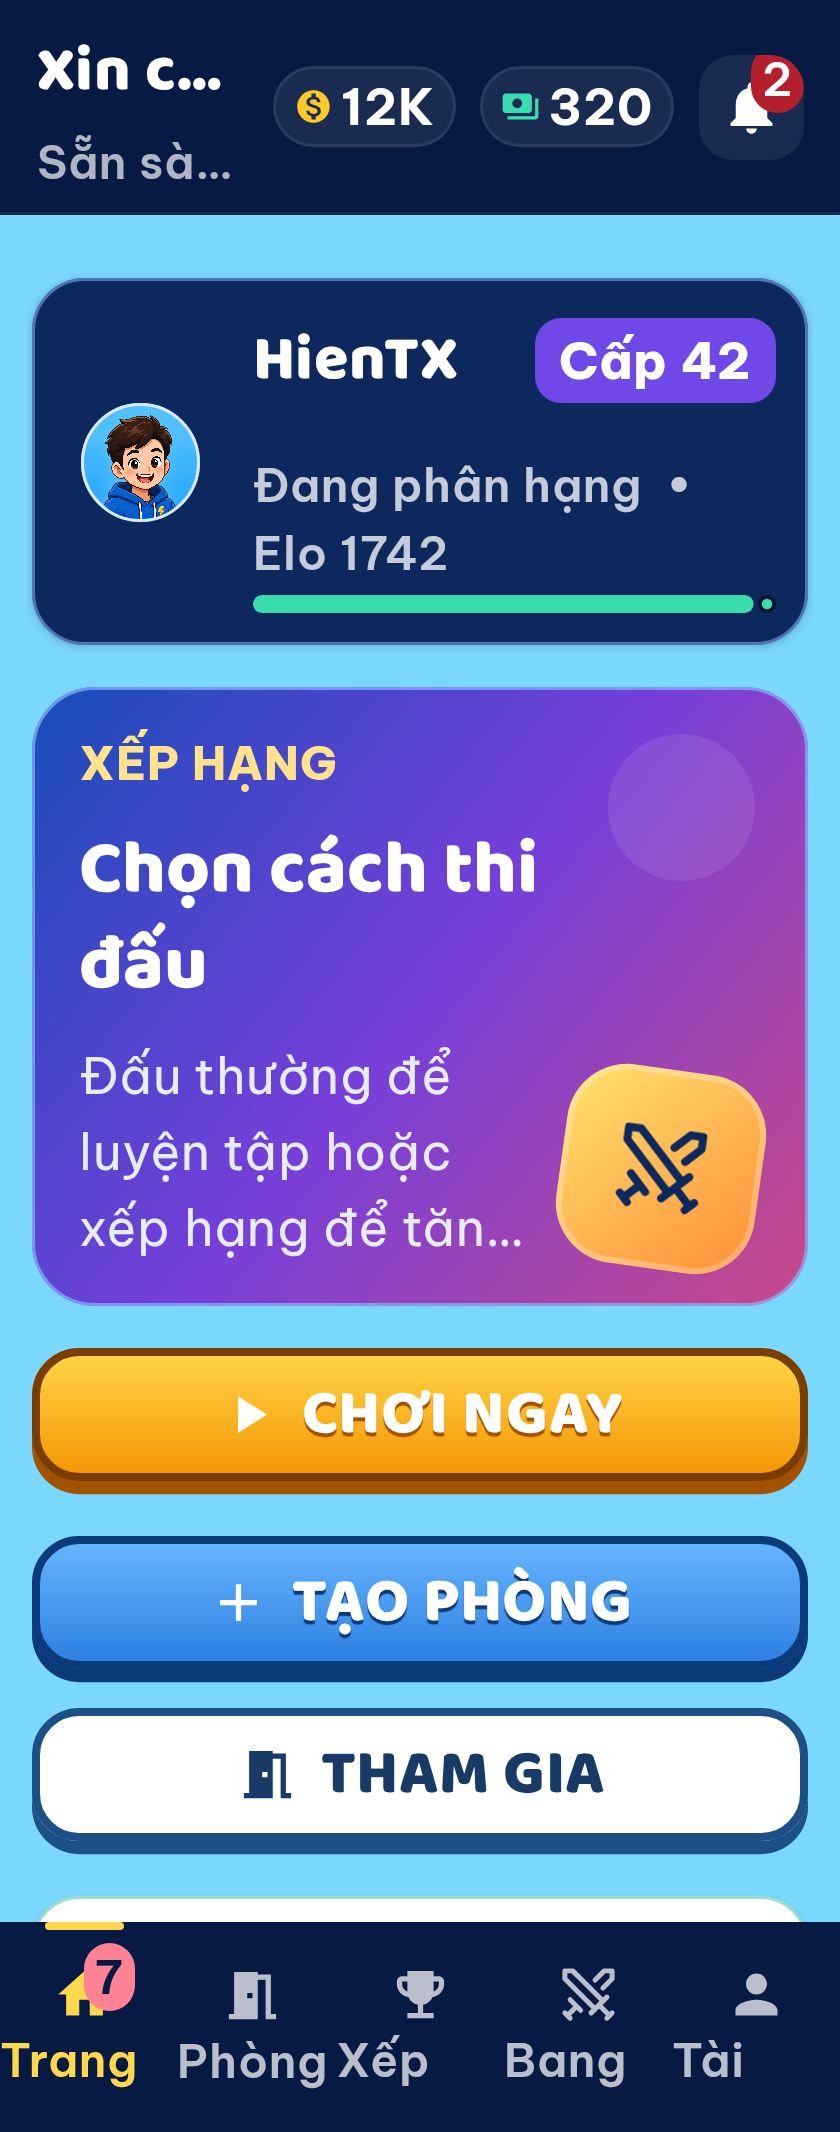 Xin c...
Sẵn sà...
12K
320
2
HienTX
Cấp 42
Đang phân hạng •
Elo 1742
XẾP HẠNG
Chọn cách thi
đấu
Đấu thường để
luyện tập hoặc
xếp hạng để tăn...
CHƠI NGAY
TẠO PHÒNG
THAM GIA
7
Trang
Phòng
Xếp
Bang
Tài